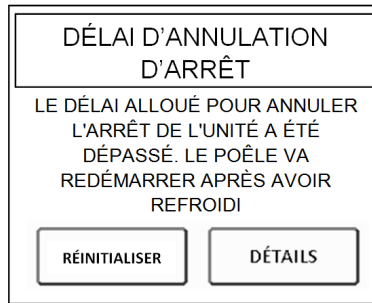 DÉLAI D'ANNULATION
D'ARRÊT
LE DÉLAI ALLOUÉ POUR ANNULER
L'ARRÊT DE L'UNITÉ A ÉTÉ
DÉPASSÉ. LE POÊLE VA
REDÉMARRER APRÈS AVOIR
REFROIDI
RÉINITIALISER
DÉTAILS